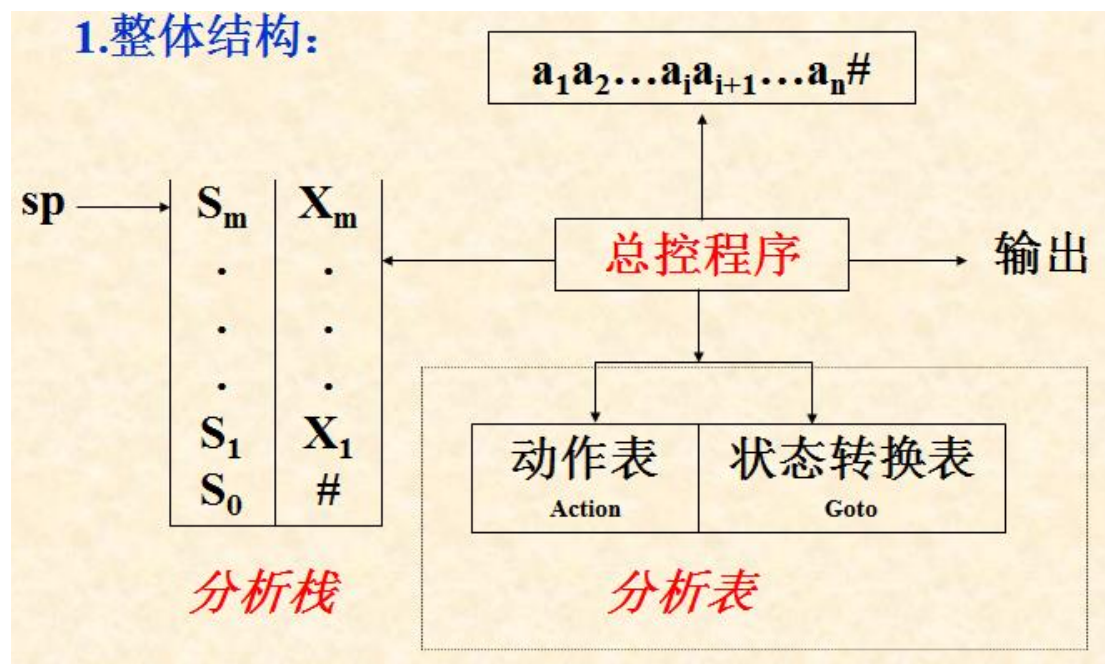 1.整体结构：
a₁a₂…aᵢaᵢ₊₁…aₙ#
sp
Sₘ Xₘ
. .
. .
. .
S₁ X₁
S₀ #
分析栈
总控程序
输出
动作表 状态转换表
Action Goto
分析表